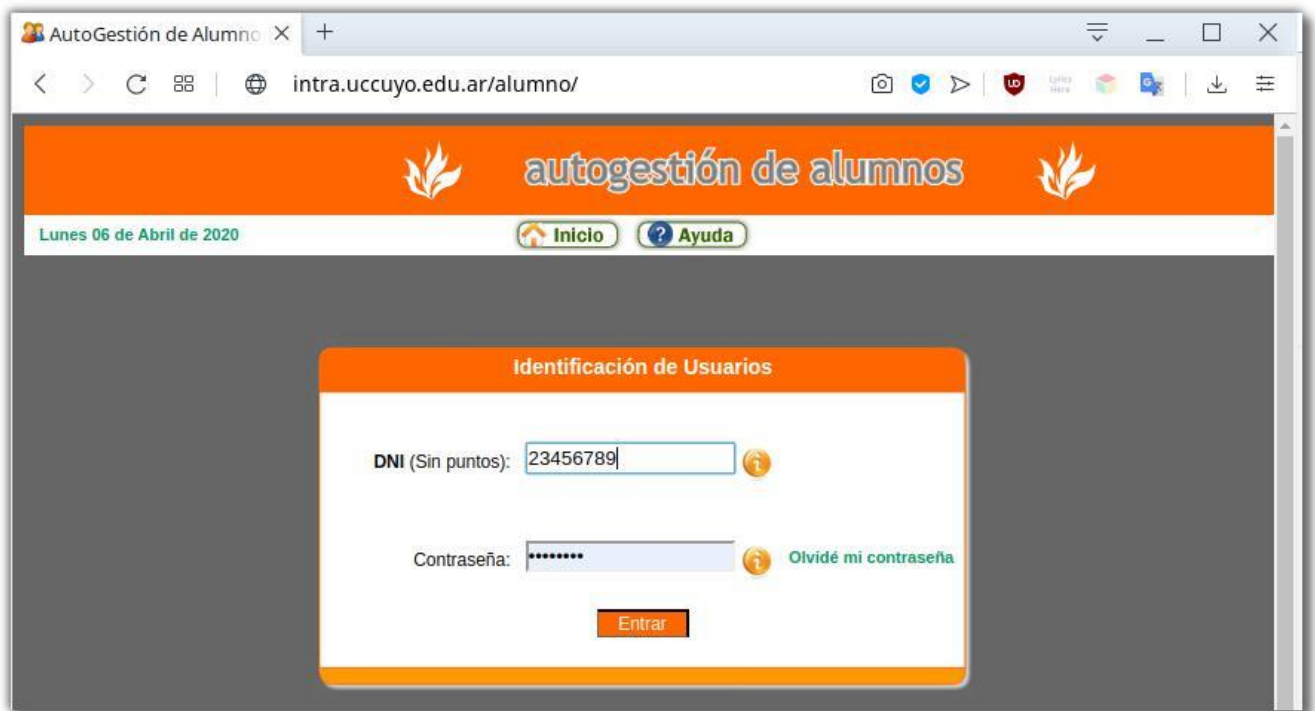 AutoGestión de Alumno
intra.uccuyo.edu.ar/alumno/
autogestión de alumnos
Lunes 06 de Abril de 2020
Inicio
Ayuda
Identificación de Usuarios
DNI (Sin puntos): 23456789
Contraseña: ••••••••
Olvidé mi contraseña
Entrar